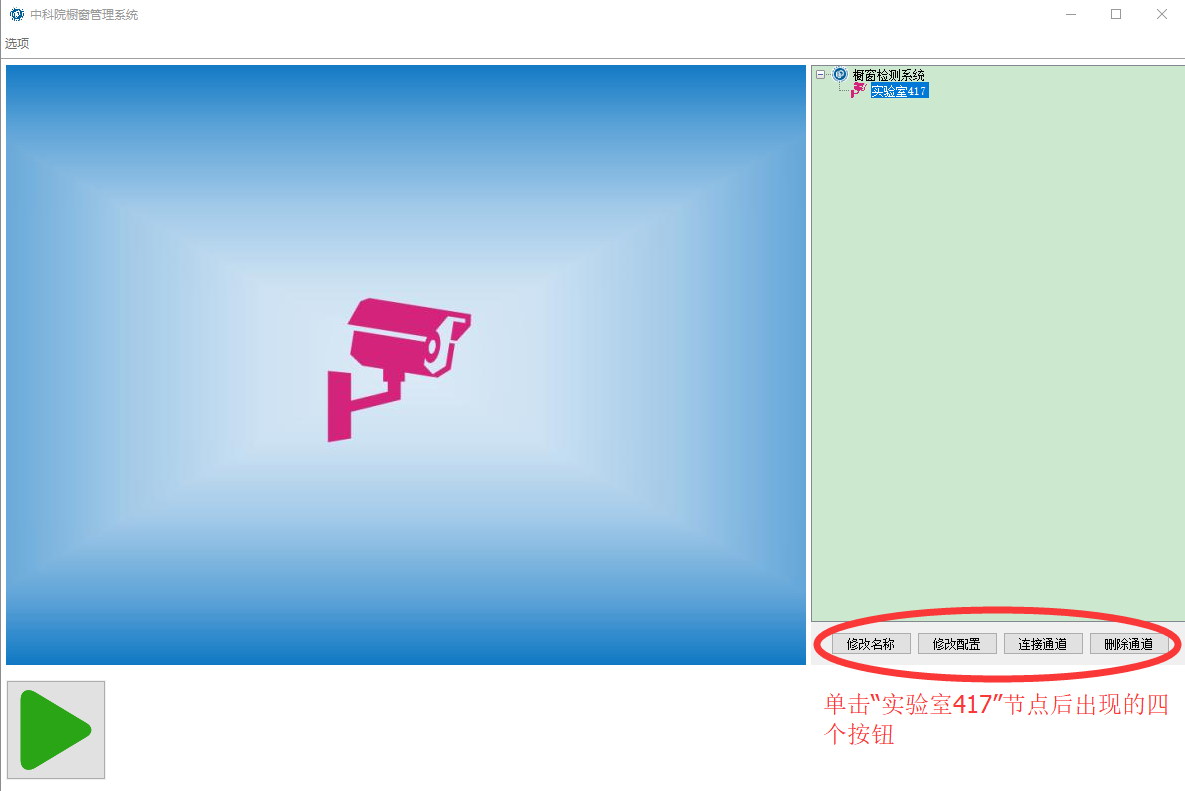 中科院橱窗管理系统
选项
橱窗检测系统
实验室417
修改名称 修改配置 连接通道 删除通道
单击“实验室417”节点后出现的四
个按钮